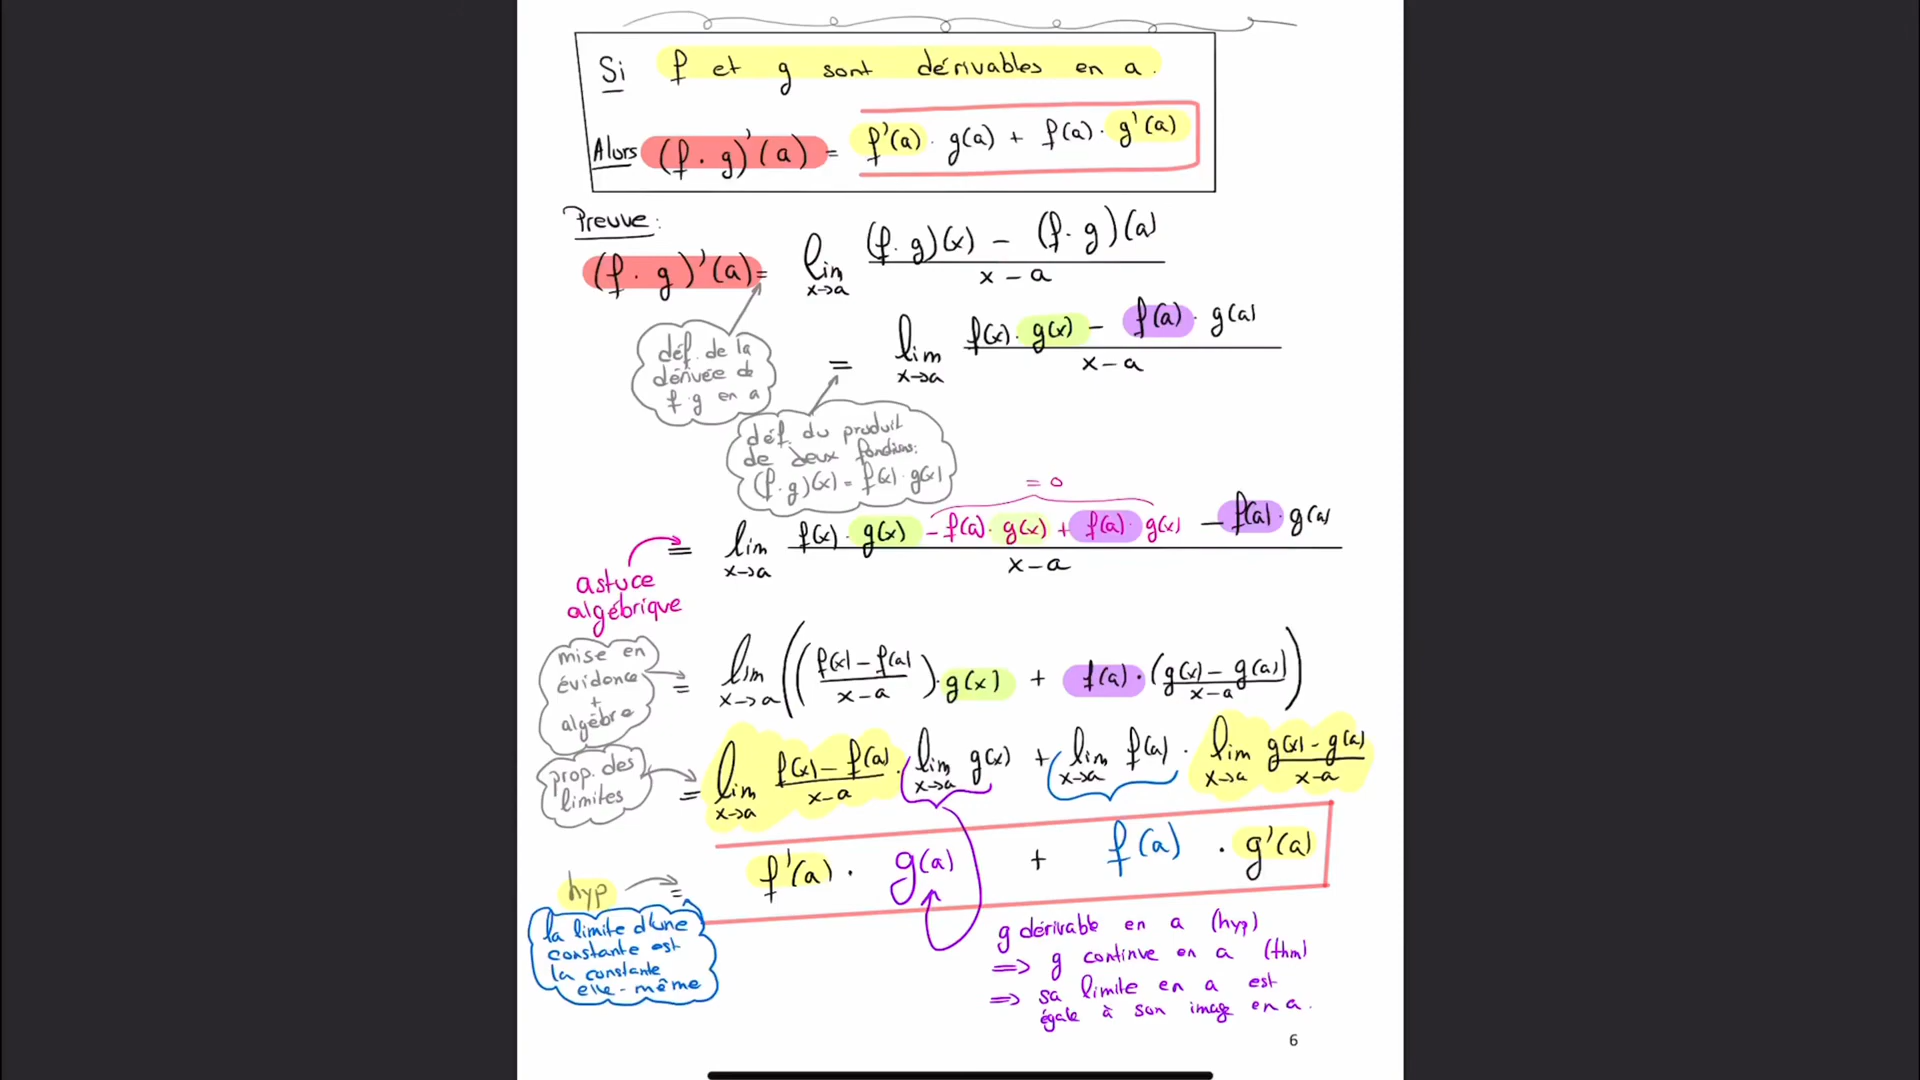 Si f et g sont dérivables en a.
Alors (f · g)'(a) = f'(a) · g(a) + f(a) · g'(a)
Preuve :
(f · g)'(a) = lim x→a ((f · g)(x) − (f · g)(a)) / (x − a)
déf. de la
dérivée de
f·g en a
= lim x→a (f(x) · g(x) − f(a) · g(a)) / (x − a)
déf. du produit
de deux fonctions:
(f·g)(x) = f(x)·g(x)
= 0
= lim x→a (f(x) · g(x) − f(a) · g(x) + f(a) · g(x) − f(a) · g(a)) / (x − a)
astuce
algébrique
mise en
évidence
+
algèbre
= lim x→a (((f(x) − f(a)) / (x − a)) · g(x) + f(a) · ((g(x) − g(a)) / (x − a)))
prop. des
limites
= lim x→a (f(x) − f(a)) / (x − a) · lim x→a g(x) + lim x→a f(a) · lim x→a (g(x) − g(a)) / (x − a)
hyp = f'(a) · g(a) + f(a) · g'(a)
la limite d'une
constante est
la constante
elle-même
g dérivable en a (hyp)
⟹ g continue en a (thm)
⟹ sa limite en a est
égale à son image en a.
6